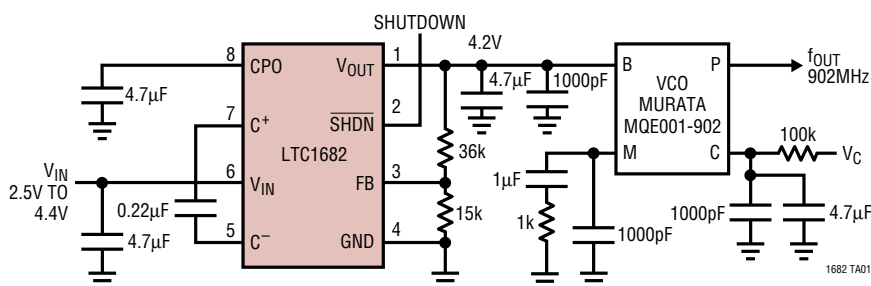 SHUTDOWN
4.2V
8
CPO
VOUT
1
4.7µF
7
C+
2
SHDN
LTC1682
36k
VIN
2.5V TO
4.4V
6
VIN
3
FB
0.22µF
15k
5
C−
4
GND
4.7µF
4.7µF
1000pF
B
P
VCO
MURATA
MQE001-902
M
C
fOUT
902MHz
100k
VC
1µF
1k
1000pF
1000pF
4.7µF
1682 TA01